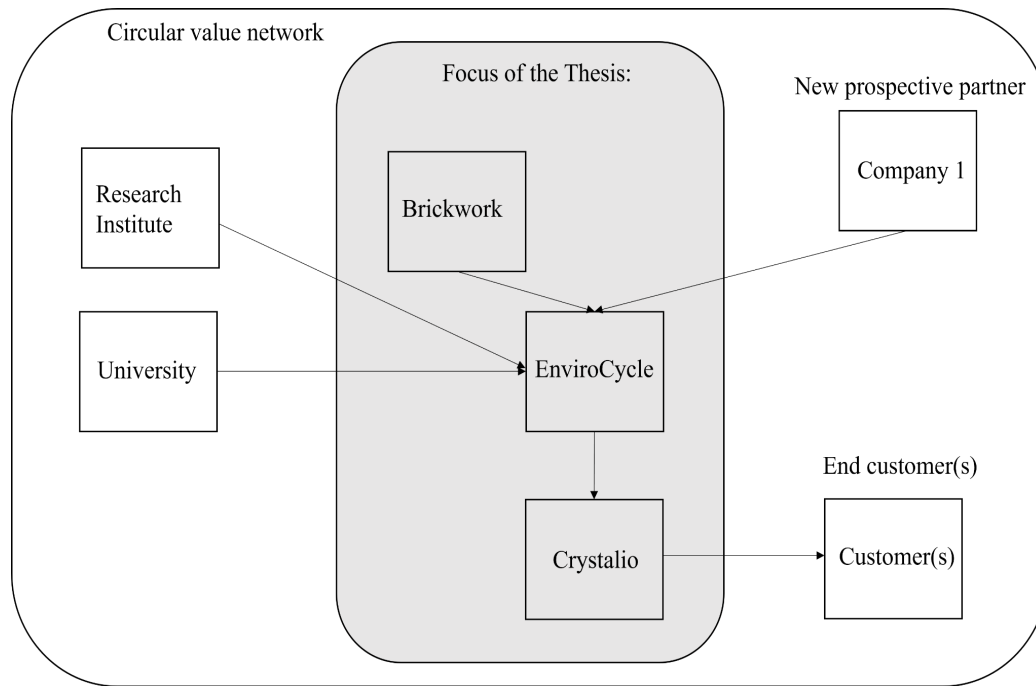 Circular value network
Focus of the Thesis:
New prospective partner
Research
Institute
Brickwork
Company 1
University
EnviroCycle
End customer(s)
Crystalio
Customer(s)